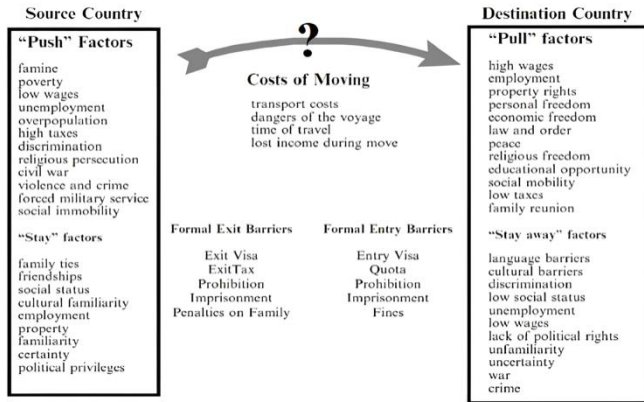 Source Country
"Push" Factors
famine
poverty
low wages
unemployment
overpopulation
high taxes
discrimination
religious persecution
civil war
violence and crime
forced military service
social immobility
"Stay" factors
family ties
friendships
social status
cultural familiarity
employment
property
familiarity
certainty
political privileges
?
Costs of Moving
transport costs
dangers of the voyage
time of travel
lost income during move
Formal Exit Barriers
Exit Visa
ExitTax
Prohibition
Imprisonment
Penalties on Family
Formal Entry Barriers
Entry Visa
Quota
Prohibition
Imprisonment
Fines
Destination Country
"Pull" factors
high wages
employment
property rights
personal freedom
economic freedom
law and order
peace
religious freedom
educational opportunity
social mobility
low taxes
family reunion
"Stay away" factors
language barriers
cultural barriers
discrimination
low social status
unemployment
low wages
lack of political rights
unfamiliarity
uncertainty
war
crime